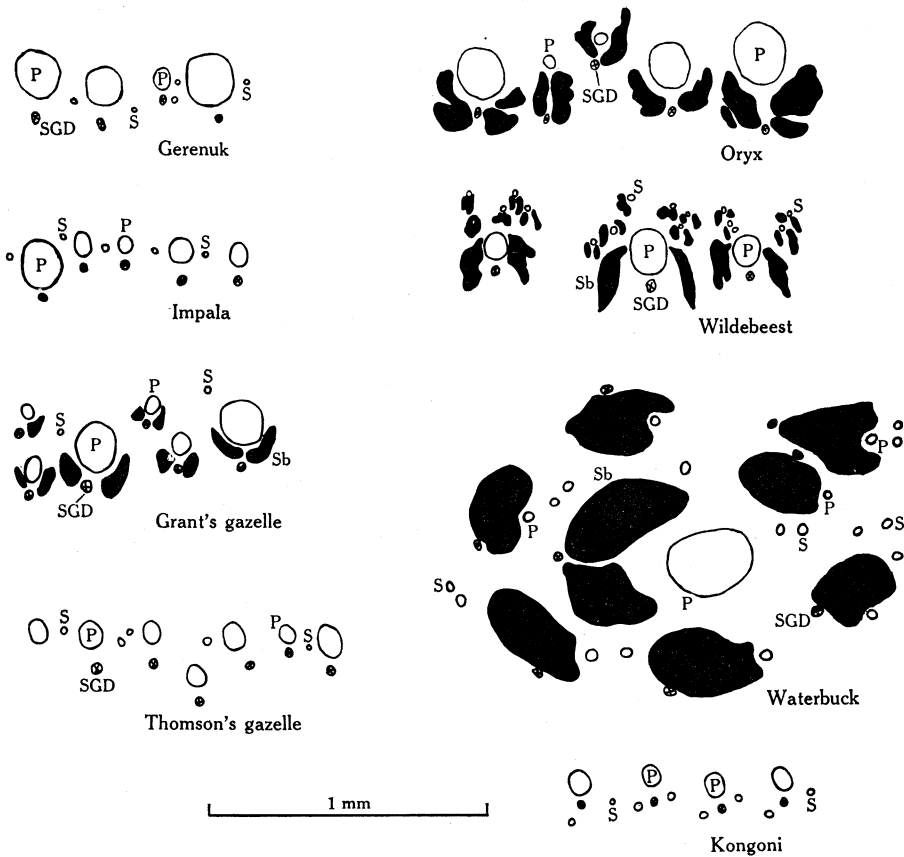 P
P
S
SGD
S
Gerenuk
P
P
SGD
Oryx
S
P
P
Impala
S
S
P
P
Sb
SGD
Wildebeest
S
P
S
P
Sb
SGD
Grant's gazelle
Sb
P
P
P
S
S
S
P
SGD
Waterbuck
S
P
P
S
SGD
Thomson's gazelle
1 mm
P
P
S
Kongoni